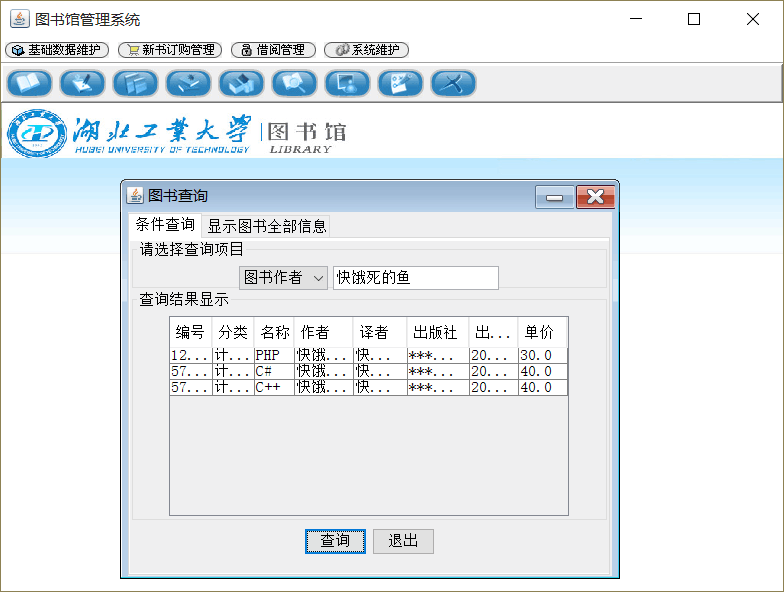 图书馆管理系统
基础数据维护 新书订购管理 借阅管理 系统维护
湖北工业大学 图书馆
HUBEI UNIVERSITY OF TECHNOLOGY LIBRARY
图书查询
条件查询 显示图书全部信息
请选择查询项目
图书作者 快饿死的鱼
查询结果显示
编号 分类 名称 作者 译者 出版社 出... 单价
12... 计... PHP 快饿... 快... ***... 20... 30.0
57... 计... C# 快饿... 快... ***... 20... 40.0
57... 计... C++ 快饿... 快... ***... 20... 40.0
查询 退出